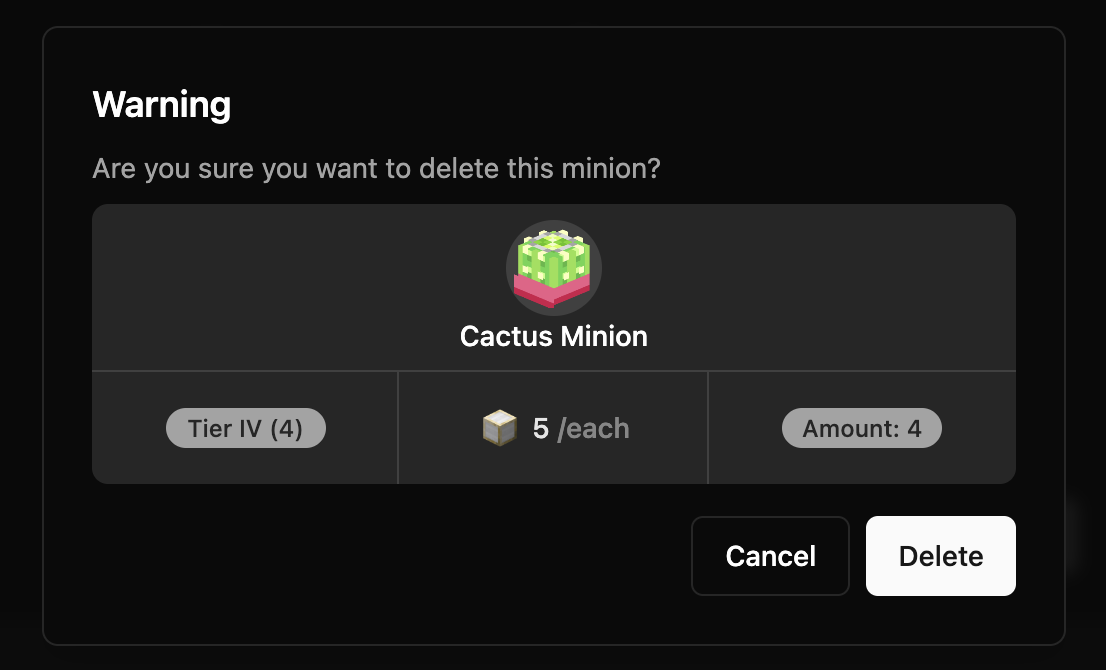 Warning
Are you sure you want to delete this minion?
Cactus Minion
Tier IV (4)
5 /each
Amount: 4
Cancel
Delete